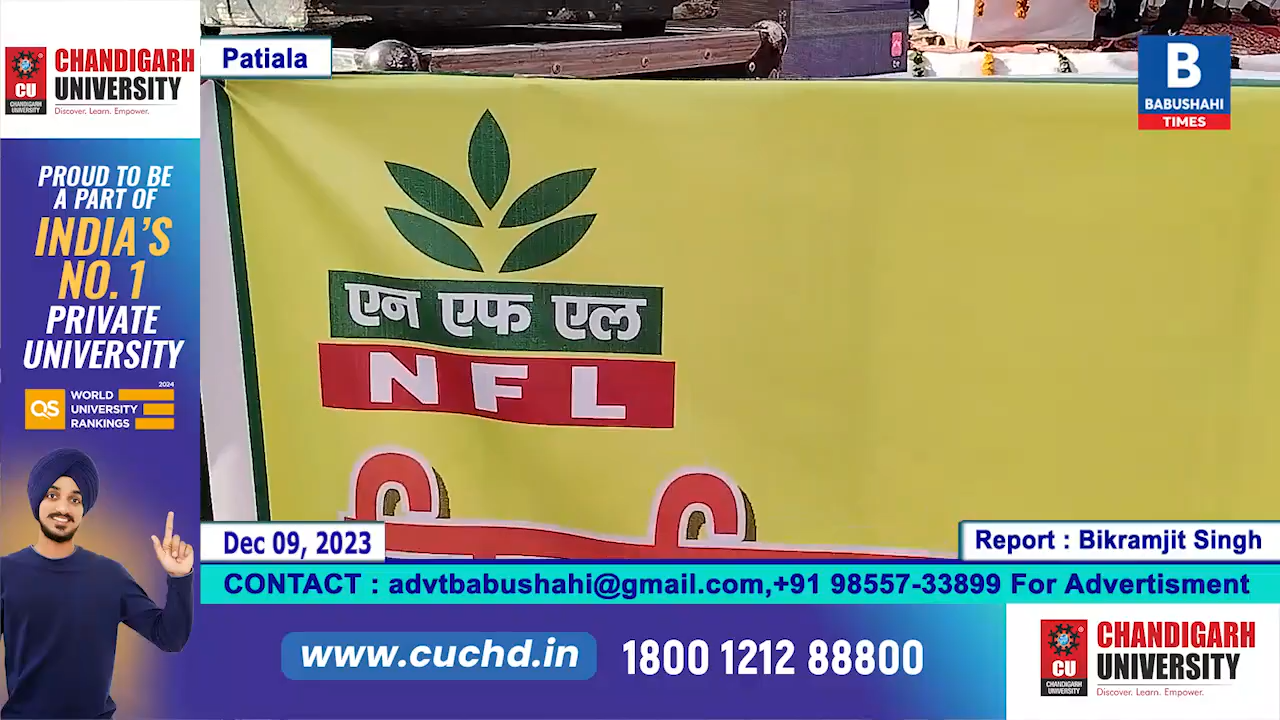 CHANDIGARH
UNIVERSITY
Discover. Learn. Empower.
CU
CHANDIGARH
UNIVERSITY
Patiala
B
BABUSHAHI
TIMES
PROUD TO BE
A PART OF
INDIA'S
NO. 1
PRIVATE
UNIVERSITY
2024
QS
WORLD
UNIVERSITY
RANKINGS
एन एफ एल
NFL
Dec 09, 2023
Report : Bikramjit Singh
CONTACT : advtbabushahi@gmail.com,+91 98557-33899 For Advertisment
www.cuchd.in
1800 1212 88800
CU
CHANDIGARH
UNIVERSITY
CHANDIGARH
UNIVERSITY
Discover. Learn. Empower.